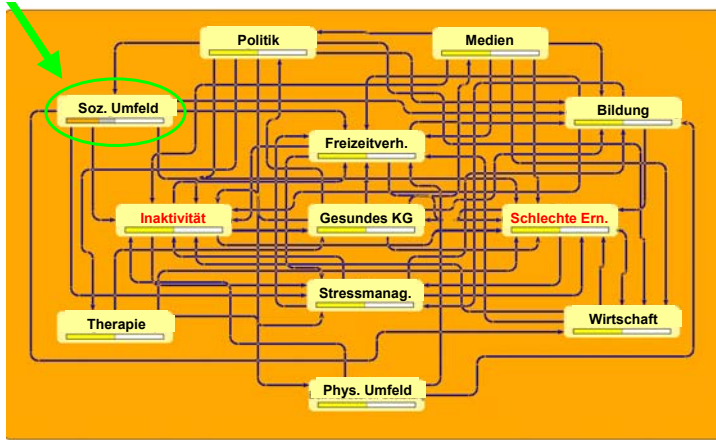 Politik
Medien
Soz. Umfeld
Bildung
Freizeitverh.
Inaktivität
Gesundes KG
Schlechte Ern.
Stressmanag.
Therapie
Wirtschaft
Phys. Umfeld